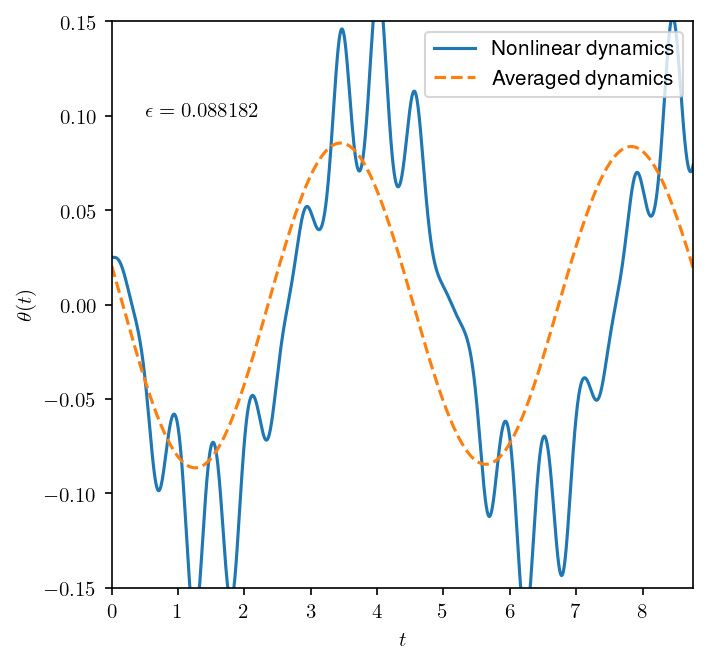 0.15
0.10
0.05
0.00
−0.05
−0.10
−0.15
θ(t)
ϵ = 0.088182
Nonlinear dynamics
Averaged dynamics
0 1 2 3 4 5 6 7 8
t